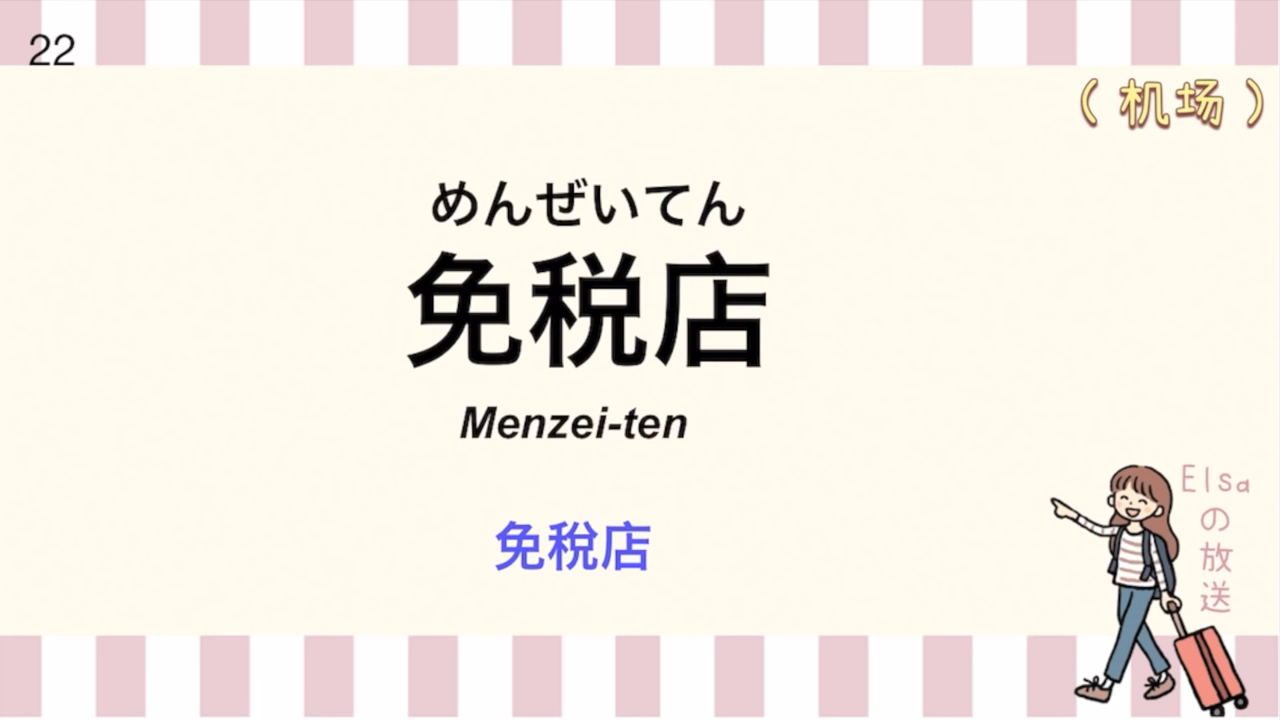 22
（机场）
めんぜいてん
免税店
Menzei-ten
免稅店
Elsa
の
放
送